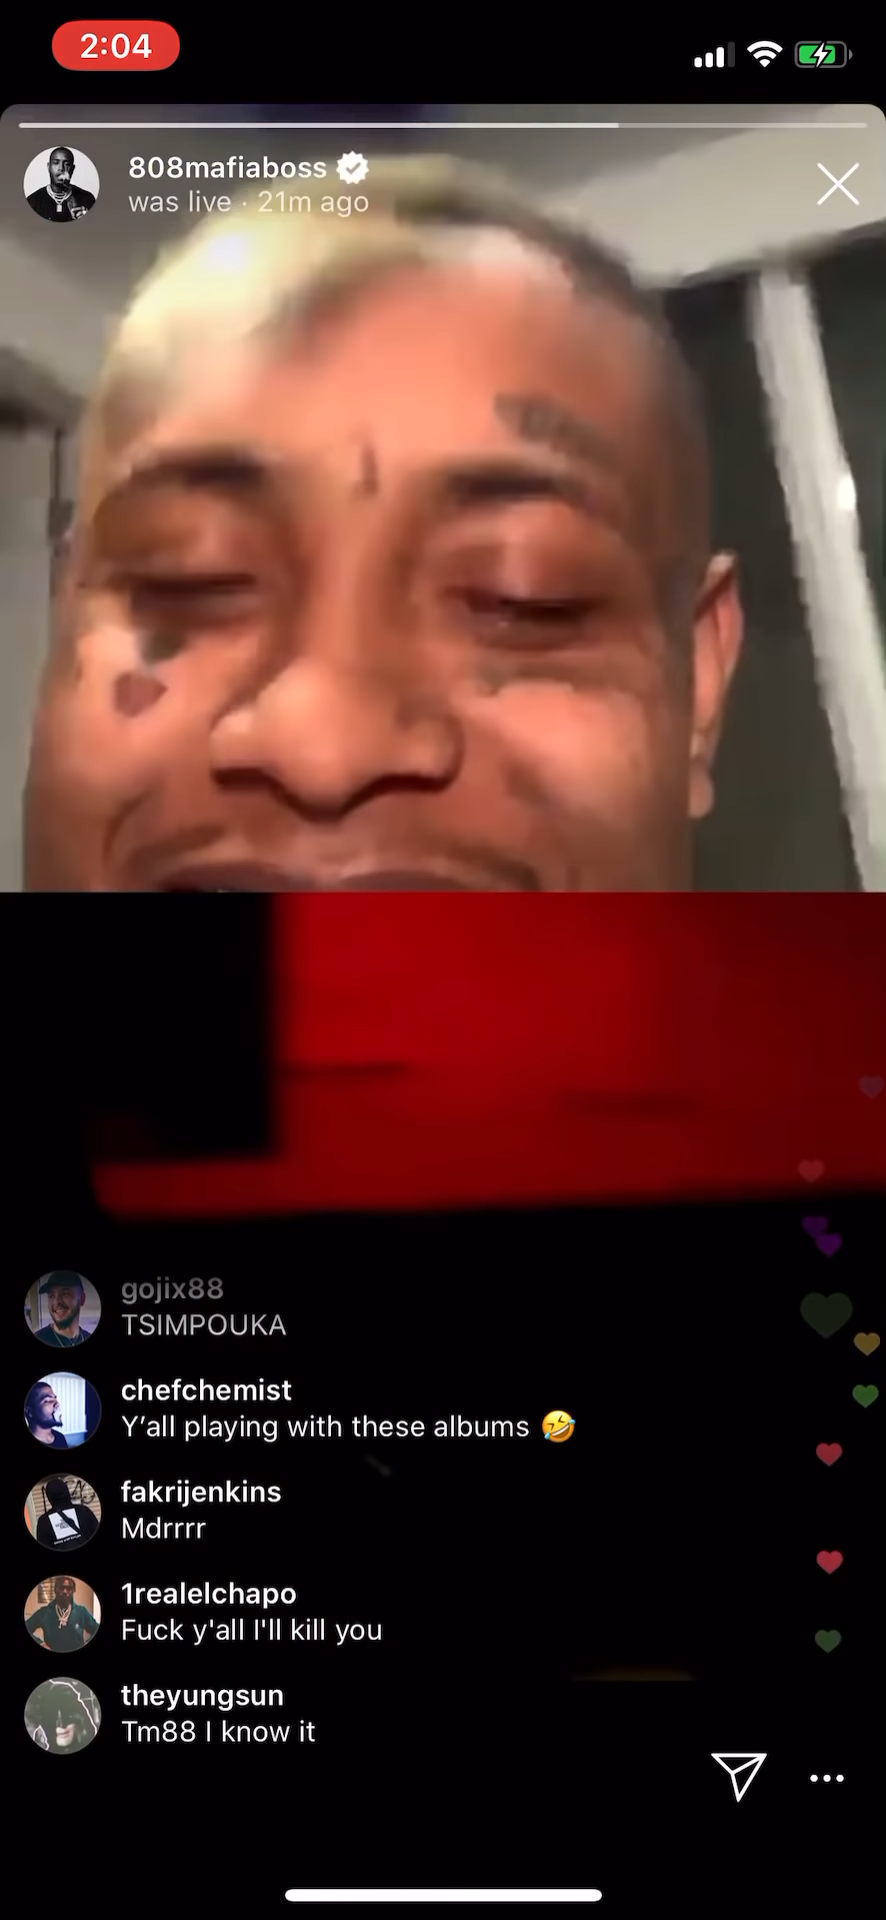 2:04
808mafiaboss
was live · 21m ago
gojix88
TSIMPOUKA
chefchemist
Y’all playing with these albums 🤣
fakrijenkins
Mdrrrr
1realelchapo
Fuck y'all I'll kill you
theyungsun
Tm88 I know it